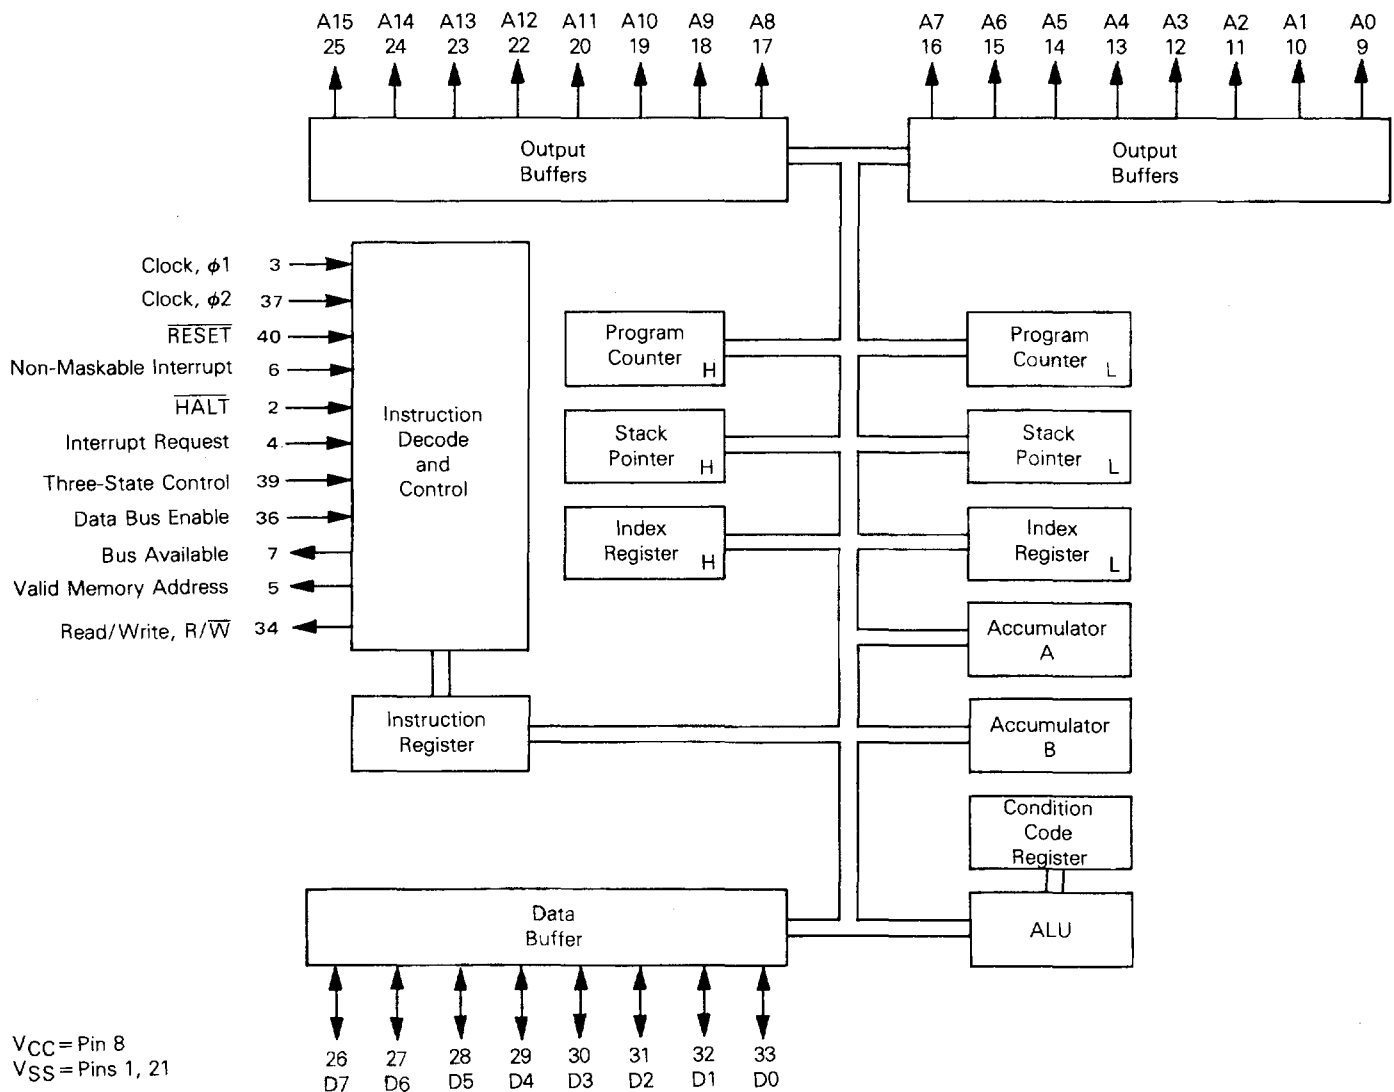 A15 A14 A13 A12 A11 A10 A9 A8 A7 A6 A5 A4 A3 A2 A1 A0
25 24 23 22 20 19 18 17 16 15 14 13 12 11 10 9
Output
Buffers
Output
Buffers
Clock, ϕ1 3
Clock, ϕ2 37
R̅E̅S̅E̅T̅ 40
Non-Maskable Interrupt 6
H̅A̅L̅T̅ 2
Interrupt Request 4
Three-State Control 39
Data Bus Enable 36
Bus Available 7
Valid Memory Address 5
Read/Write, R/W̅ 34
Instruction
Decode
and
Control
Program
Counter H
Program
Counter L
Stack
Pointer H
Stack
Pointer L
Index
Register H
Index
Register L
Accumulator
A
Instruction
Register
Accumulator
B
Condition
Code
Register
Data
Buffer
ALU
26 27 28 29 30 31 32 33
D7 D6 D5 D4 D3 D2 D1 D0
VCC = Pin 8
VSS = Pins 1, 21